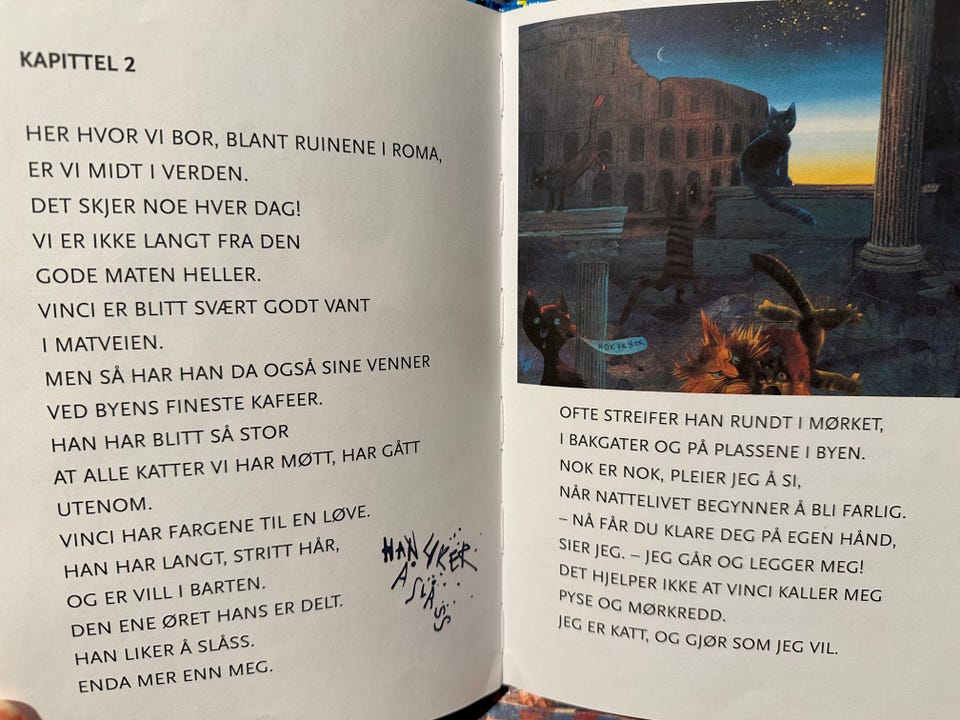 KAPITTEL 2
HER HVOR VI BOR, BLANT RUINENE I ROMA,
ER VI MIDT I VERDEN.
DET SKJER NOE HVER DAG!
VI ER IKKE LANGT FRA DEN
GODE MATEN HELLER.
VINCI ER BLITT SVÆRT GODT VANT
I MATVEIEN.
MEN SÅ HAR HAN DA OGSÅ SINE VENNER
VED BYENS FINESTE KAFEER.
HAN HAR BLITT SÅ STOR
AT ALLE KATTER VI HAR MØTT, HAR GÅTT
UTENOM.
VINCI HAR FARGENE TIL EN LØVE.
HAN HAR LANGT, STRITT HÅR,
OG ER VILL I BARTEN.
DEN ENE ØRET HANS ER DELT.
HAN LIKER Å SLÅSS.
ENDA MER ENN MEG.
HAN YKER
Å SLÅSS
NOK ER NOK
OFTE STREIFER HAN RUNDT I MØRKET,
I BAKGATER OG PÅ PLASSENE I BYEN.
NOK ER NOK, PLEIER JEG Å SI,
NÅR NATTELIVET BEGYNNER Å BLI FARLIG.
– NÅ FÅR DU KLARE DEG PÅ EGEN HÅND,
SIER JEG. – JEG GÅR OG LEGGER MEG!
DET HJELPER IKKE AT VINCI KALLER MEG
PYSE OG MØRKREDD.
JEG ER KATT, OG GJØR SOM JEG VIL.